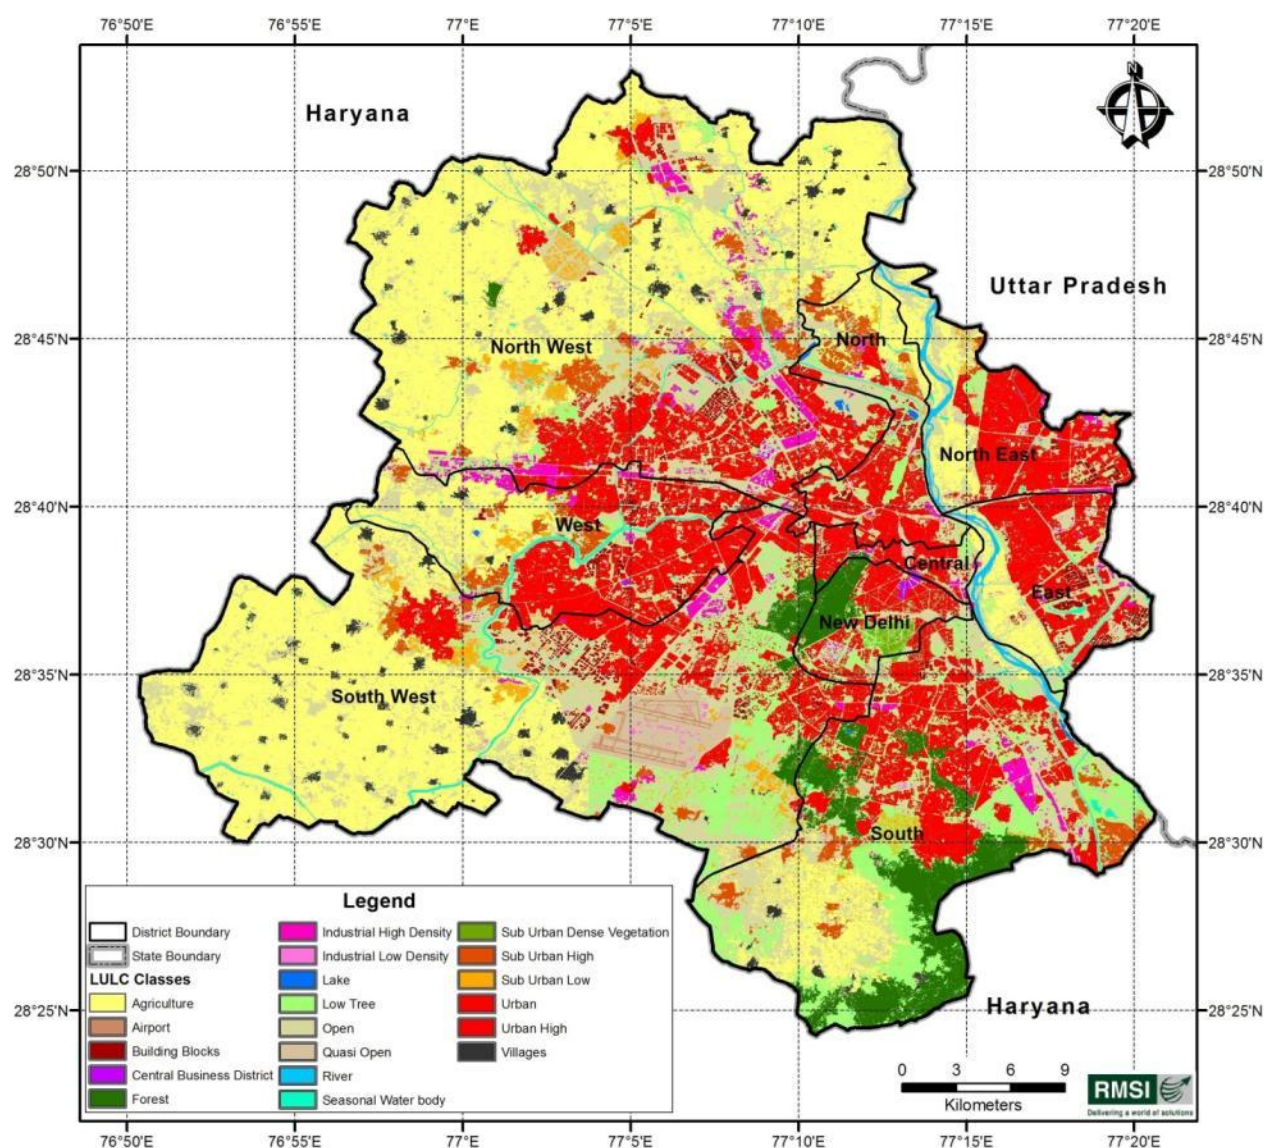 76°50'E 76°55'E 77°E 77°5'E 77°10'E 77°15'E 77°20'E
N
Haryana
28°50'N 28°50'N
Uttar Pradesh
North
28°45'N 28°45'N
North West
North East
28°40'N 28°40'N
West
Central
East
New Delhi
28°35'N 28°35'N
South West
South
28°30'N 28°30'N
Legend
District Boundary
State Boundary
LULC Classes
Agriculture
Airport
Building Blocks
Central Business District
Forest
Industrial High Density
Industrial Low Density
Lake
Low Tree
Open
Quasi Open
River
Seasonal Water body
Sub Urban Dense Vegetation
Sub Urban High
Sub Urban Low
Urban
Urban High
Villages
28°25'N 28°25'N
Haryana
0 3 6 9
Kilometers
RMSI
Delivering a world of solutions
76°50'E 76°55'E 77°E 77°5'E 77°10'E 77°15'E 77°20'E